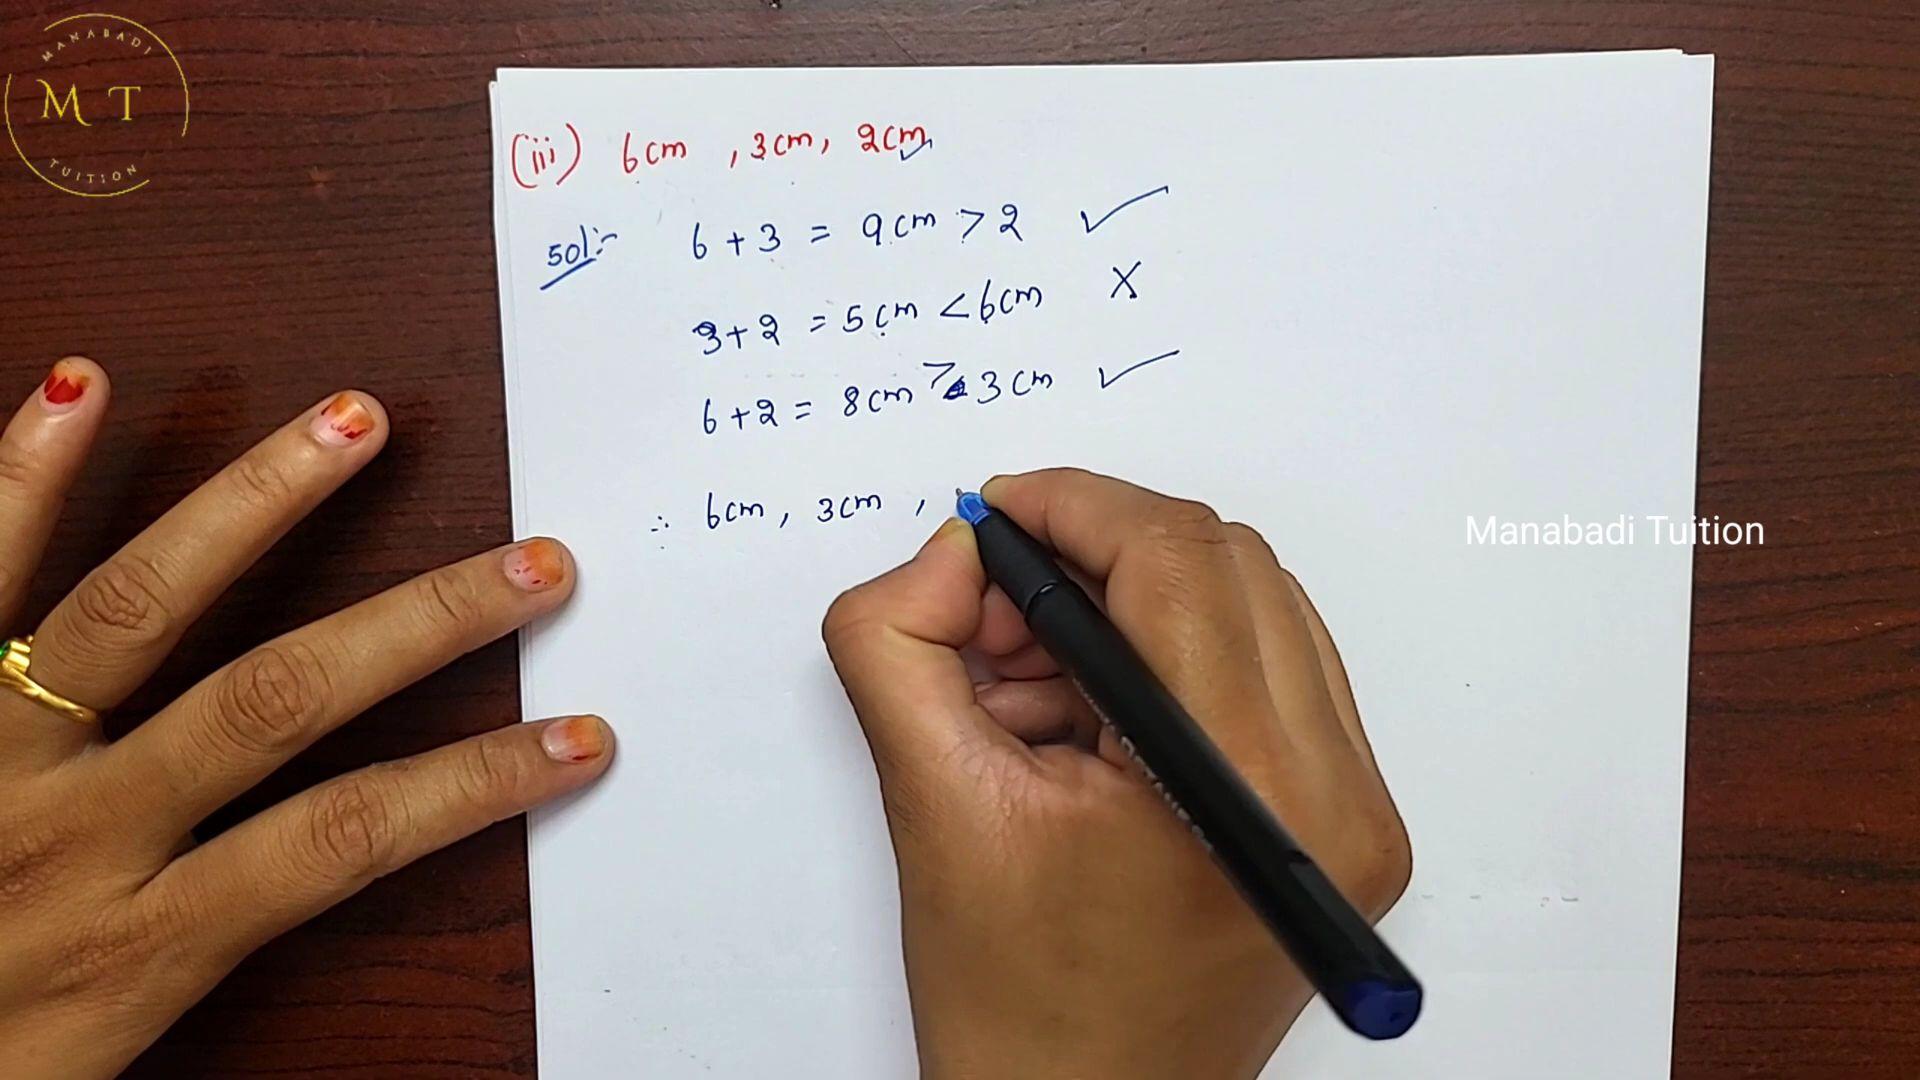 MANABADI
MT
TUITION
(iii) 6cm , 3cm, 2cm
Sol:- 6 + 3 = 9cm > 2 ✓
3 + 2 = 5cm < 6cm X
6 + 2 = 8cm > 3cm ✓
∴ 6cm, 3cm ,
Manabadi Tuition